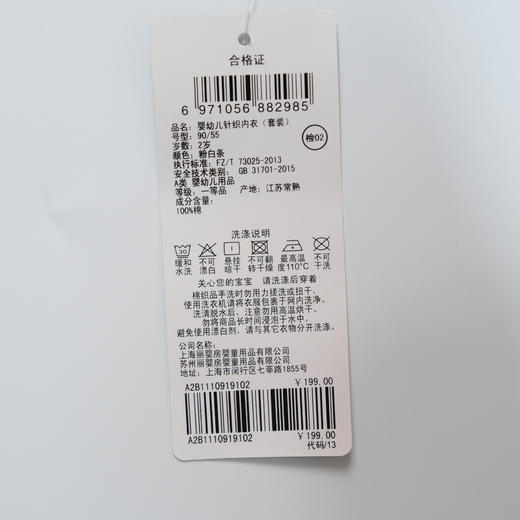 合格证
6 971056 882985
品名：婴幼儿针织内衣（套装）
号型：90/55
检02
岁数：2岁
颜色：粉白条
执行标准：FZ/T 73025-2013
安全技术类别： GB 31701-2015
A类 婴幼儿用品
等级：一等品 产地：江苏常熟
成分含量：
100%棉
洗涤说明
30
缓和水洗 不可漂白 悬挂晾干 不可翻转干燥 最高温度110℃ 不可干洗
关心您的宝宝 请洗涤后穿着
棉织品手洗时勿用力搓洗或扭干。
使用洗衣机请将衣服包裹于网内洗净。
洗清脱水后，注意勿用高温烘干。
勿将商品长时间浸泡于水中。
避免使用漂白剂，请与其它衣物分开洗涤。
公司名称：
上海丽婴房婴童用品有限公司
苏州丽婴房婴童用品有限公司
地址：上海市闵行区七莘路1855号
A2B1110919102 ￥199.00
A2B1110919102 ￥199.00
代码/13